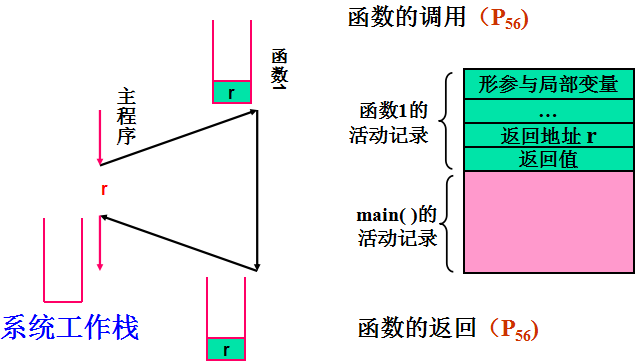 函数的调用（P56）
r
函数1
主程序
r
系统工作栈
r
函数1的
活动记录
形参与局部变量
…
返回地址 r
返回值
main( )的
活动记录
函数的返回（P56)